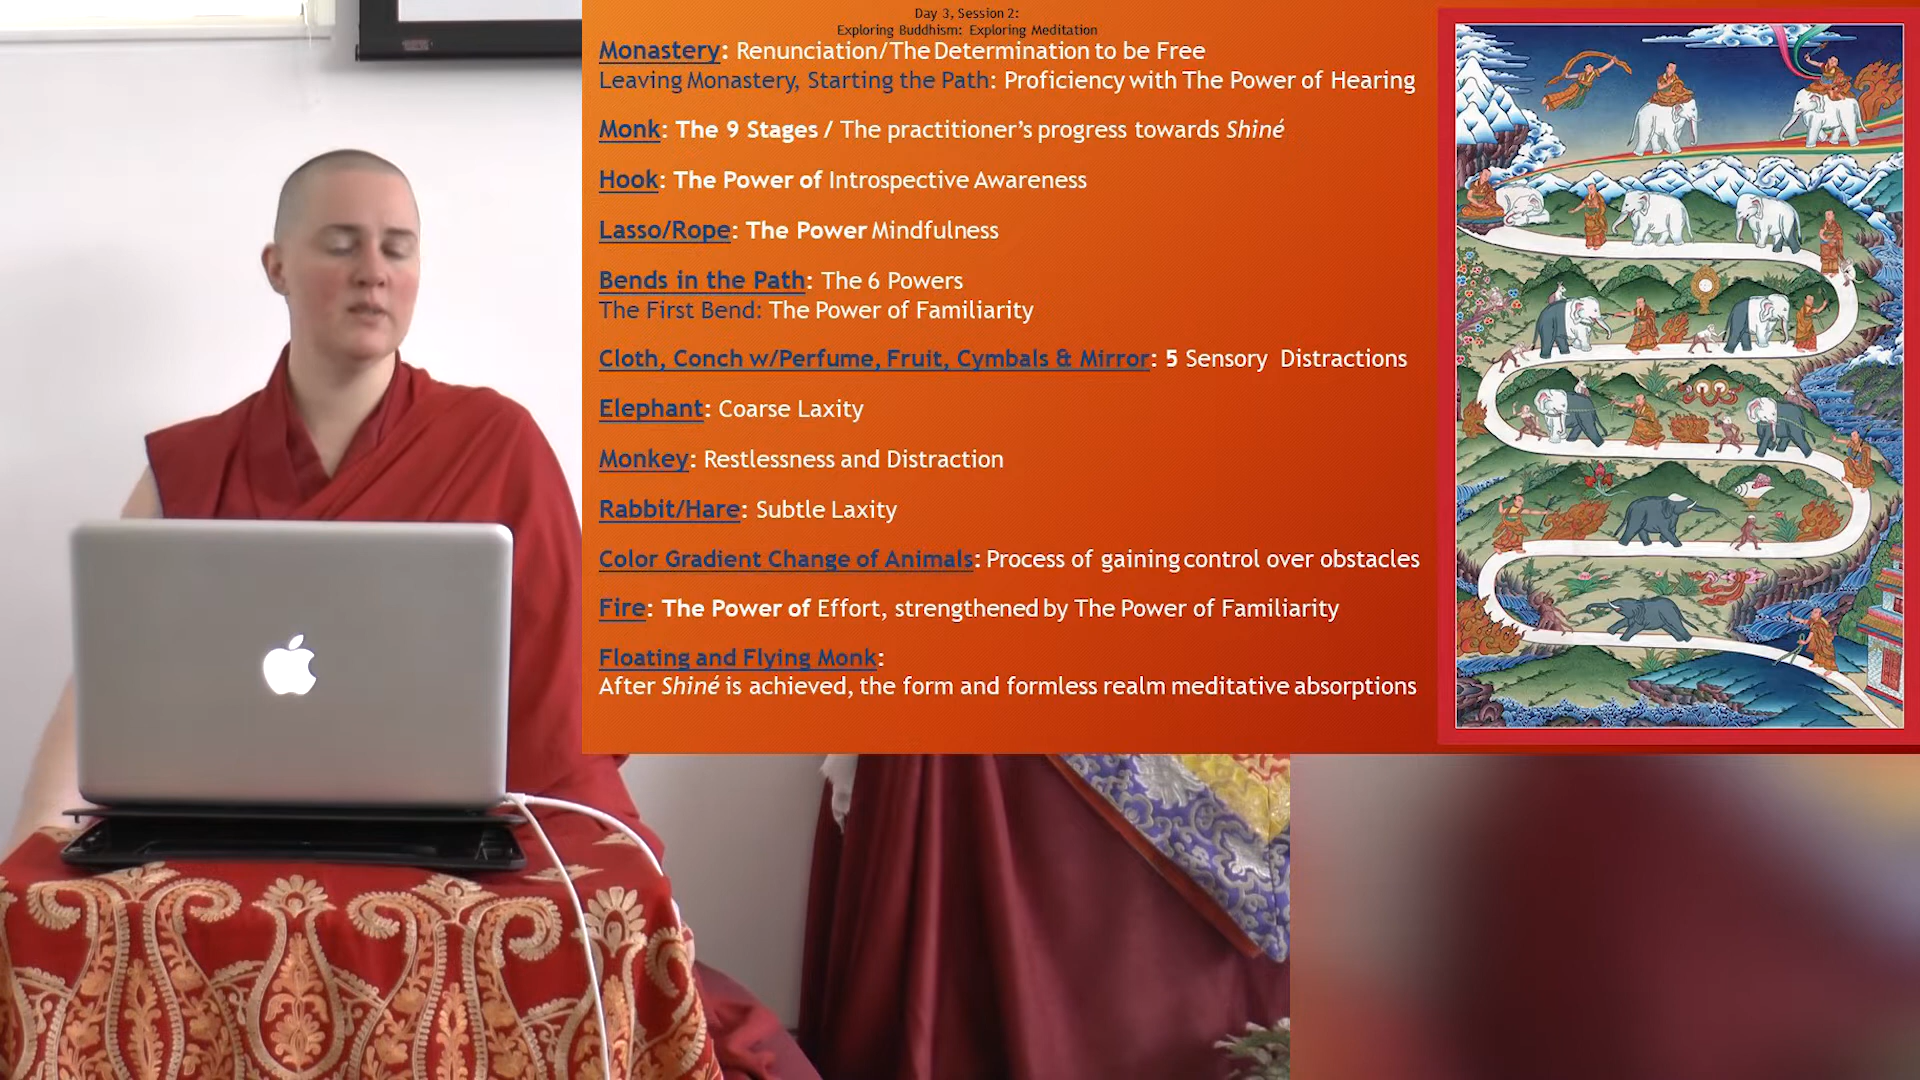 Day 3, Session 2:
Exploring Buddhism: Exploring Meditation
Monastery: Renunciation/The Determination to be Free
Leaving Monastery, Starting the Path: Proficiency with The Power of Hearing
Monk: The 9 Stages / The practitioner's progress towards Shiné
Hook: The Power of Introspective Awareness
Lasso/Rope: The Power Mindfulness
Bends in the Path: The 6 Powers
The First Bend: The Power of Familiarity
Cloth, Conch w/Perfume, Fruit, Cymbals & Mirror: 5 Sensory Distractions
Elephant: Coarse Laxity
Monkey: Restlessness and Distraction
Rabbit/Hare: Subtle Laxity
Color Gradient Change of Animals: Process of gaining control over obstacles
Fire: The Power of Effort, strengthened by The Power of Familiarity
Floating and Flying Monk:
After Shiné is achieved, the form and formless realm meditative absorptions